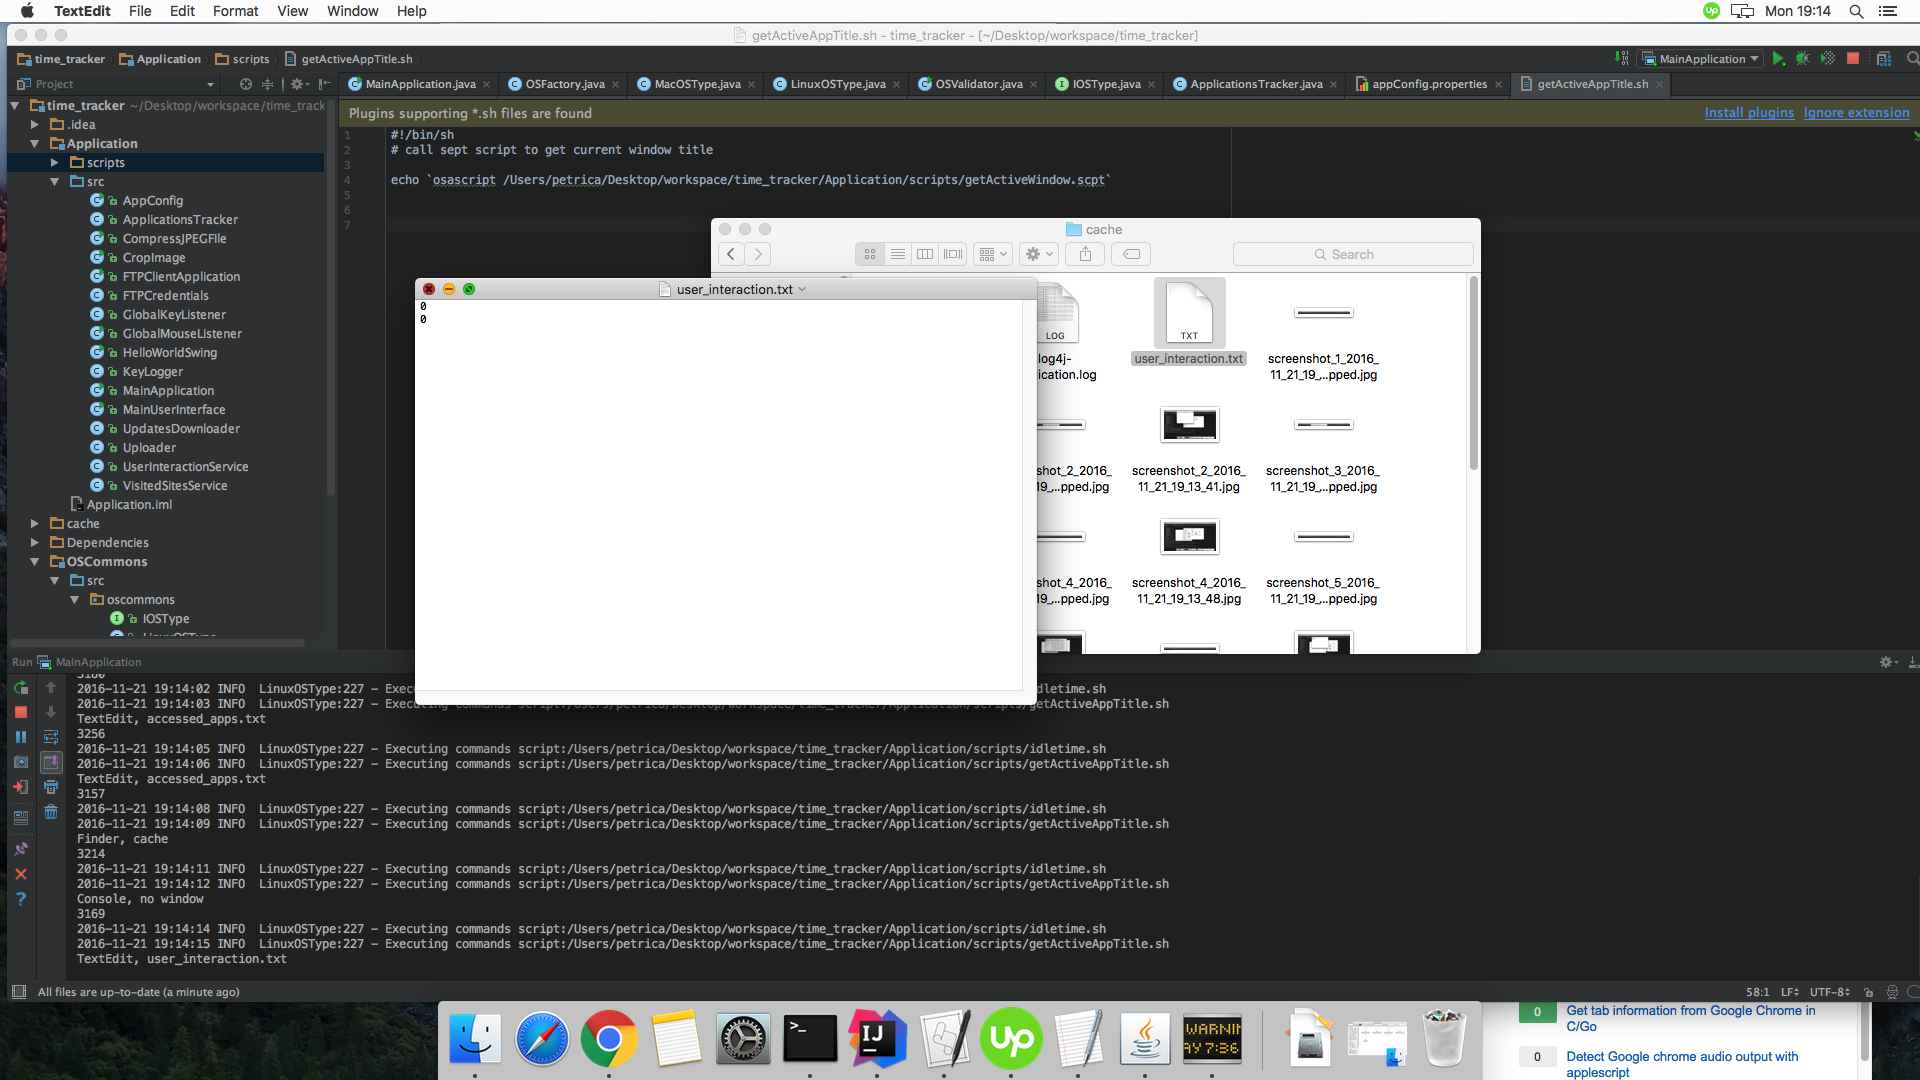 TextEdit File Edit Format View Window Help
Mon 19:14
getActiveAppTitle.sh - time_tracker - [~/Desktop/workspace/time_tracker]
time_tracker Application scripts getActiveAppTitle.sh
MainApplication
Project
MainApplication.java OSFactory.java MacOSType.java LinuxOSType.java OSValidator.java IOSType.java ApplicationsTracker.java appConfig.properties getActiveAppTitle.sh
time_tracker ~/Desktop/workspace/time_track
Plugins supporting *.sh files are found
Install plugins Ignore extension
.idea
Application
scripts
src
AppConfig
ApplicationsTracker
CompressJPEGFIle
CropImage
FTPClientApplication
FTPCredentials
GlobalKeyListener
GlobalMouseListener
HelloWorldSwing
KeyLogger
MainApplication
MainUserInterface
UpdatesDownloader
Uploader
UserInteractionService
VisitedSitesService
Application.iml
cache
Dependencies
OSCommons
src
oscommons
IOSType
LinuxOSType
1 #!/bin/sh
2 # call sept script to get current window title
3
4 echo `osascript /Users/petrica/Desktop/workspace/time_tracker/Application/scripts/getActiveWindow.scpt`
5
6
7
cache
Search
user_interaction.txt
0
0
LOG
log4j-
ication.log
TXT
user_interaction.txt
screenshot_1_2016_
11_21_19_...pped.jpg
shot_2_2016_
19_...pped.jpg
screenshot_2_2016_
11_21_19_13_41.jpg
screenshot_3_2016_
11_21_19_...pped.jpg
shot_4_2016_
19_...pped.jpg
screenshot_4_2016_
11_21_19_13_48.jpg
screenshot_5_2016_
11_21_19_...pped.jpg
Run MainApplication
3180
2016-11-21 19:14:02 INFO LinuxOSType:227 - Execu dletime.sh
2016-11-21 19:14:03 INFO LinuxOSType:227 - Executing commands script:/Users/petrica/Desktop/workspace/time_tracker/Application/scripts/getActiveAppTitle.sh
TextEdit, accessed_apps.txt
3256
2016-11-21 19:14:05 INFO LinuxOSType:227 - Executing commands script:/Users/petrica/Desktop/workspace/time_tracker/Application/scripts/idletime.sh
2016-11-21 19:14:06 INFO LinuxOSType:227 - Executing commands script:/Users/petrica/Desktop/workspace/time_tracker/Application/scripts/getActiveAppTitle.sh
TextEdit, accessed_apps.txt
3157
2016-11-21 19:14:08 INFO LinuxOSType:227 - Executing commands script:/Users/petrica/Desktop/workspace/time_tracker/Application/scripts/idletime.sh
2016-11-21 19:14:09 INFO LinuxOSType:227 - Executing commands script:/Users/petrica/Desktop/workspace/time_tracker/Application/scripts/getActiveAppTitle.sh
Finder, cache
3214
2016-11-21 19:14:11 INFO LinuxOSType:227 - Executing commands script:/Users/petrica/Desktop/workspace/time_tracker/Application/scripts/idletime.sh
2016-11-21 19:14:12 INFO LinuxOSType:227 - Executing commands script:/Users/petrica/Desktop/workspace/time_tracker/Application/scripts/getActiveAppTitle.sh
Console, no window
3169
2016-11-21 19:14:14 INFO LinuxOSType:227 - Executing commands script:/Users/petrica/Desktop/workspace/time_tracker/Application/scripts/idletime.sh
2016-11-21 19:14:15 INFO LinuxOSType:227 - Executing commands script:/Users/petrica/Desktop/workspace/time_tracker/Application/scripts/getActiveAppTitle.sh
TextEdit, user_interaction.txt
All files are up-to-date (a minute ago)
58:1 LF UTF-8
IJ
Up
WARNIN
AY 7:36
0 Get tab information from Google Chrome in
C/Go
0 Detect Google chrome audio output with
applescript